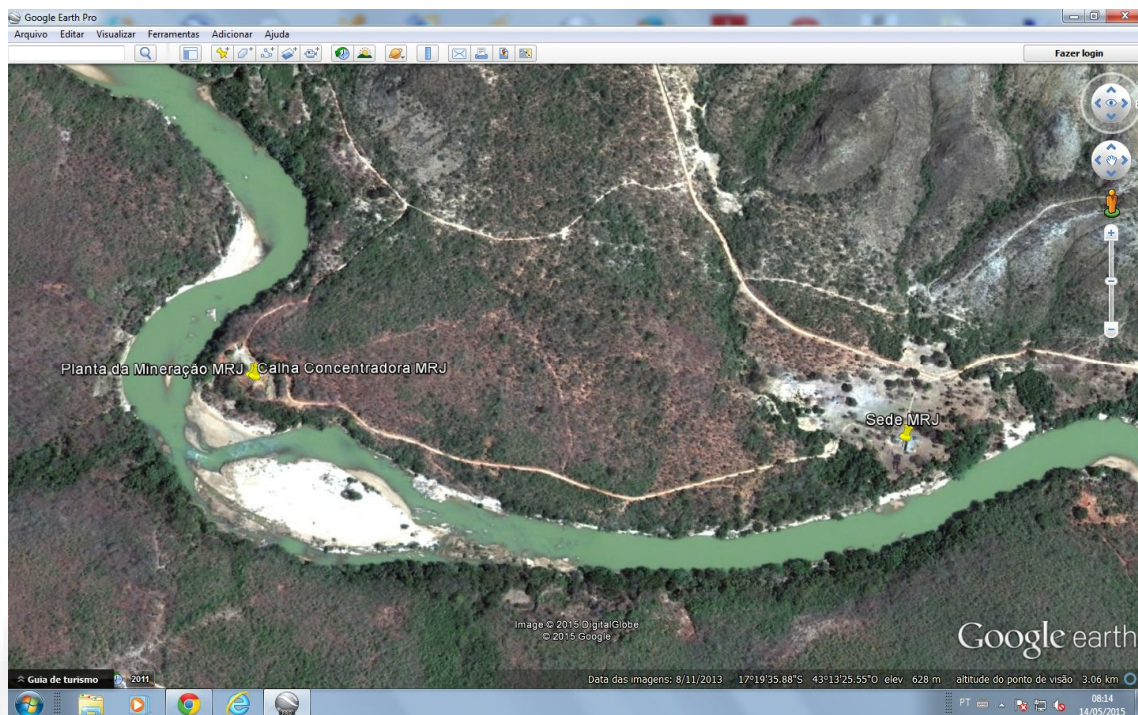 Google Earth Pro
Arquivo Editar Visualizar Ferramentas Adicionar Ajuda
Fazer login
Planta da Mineração MRJ
Calha Concentradora MRJ
Sede MRJ
Image © 2015 DigitalGlobe
© 2015 Google
Google earth
Guia de turismo
2011
Data das imagens: 8/11/2013 17°19'35.88"S 43°13'25.55"O elev 628 m altitude do ponto de visão 3.06 km
PT
08:14
14/05/2015